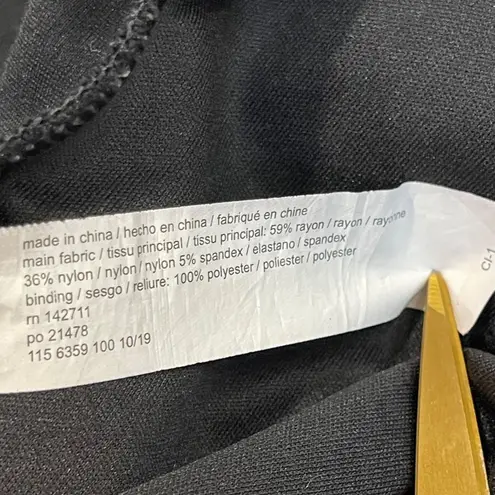 made in china / hecho en china / fabriqué en chine
main fabric / tissu principal / tissu principal: 59% rayon / rayon / rayonne
36% nylon / nylon / nylon 5% spandex / elastano / spandex
binding / sesgo / reliure: 100% polyester / poliester / polyester
rn 142711
po 21478
115 6359 100 10/19
CI-1